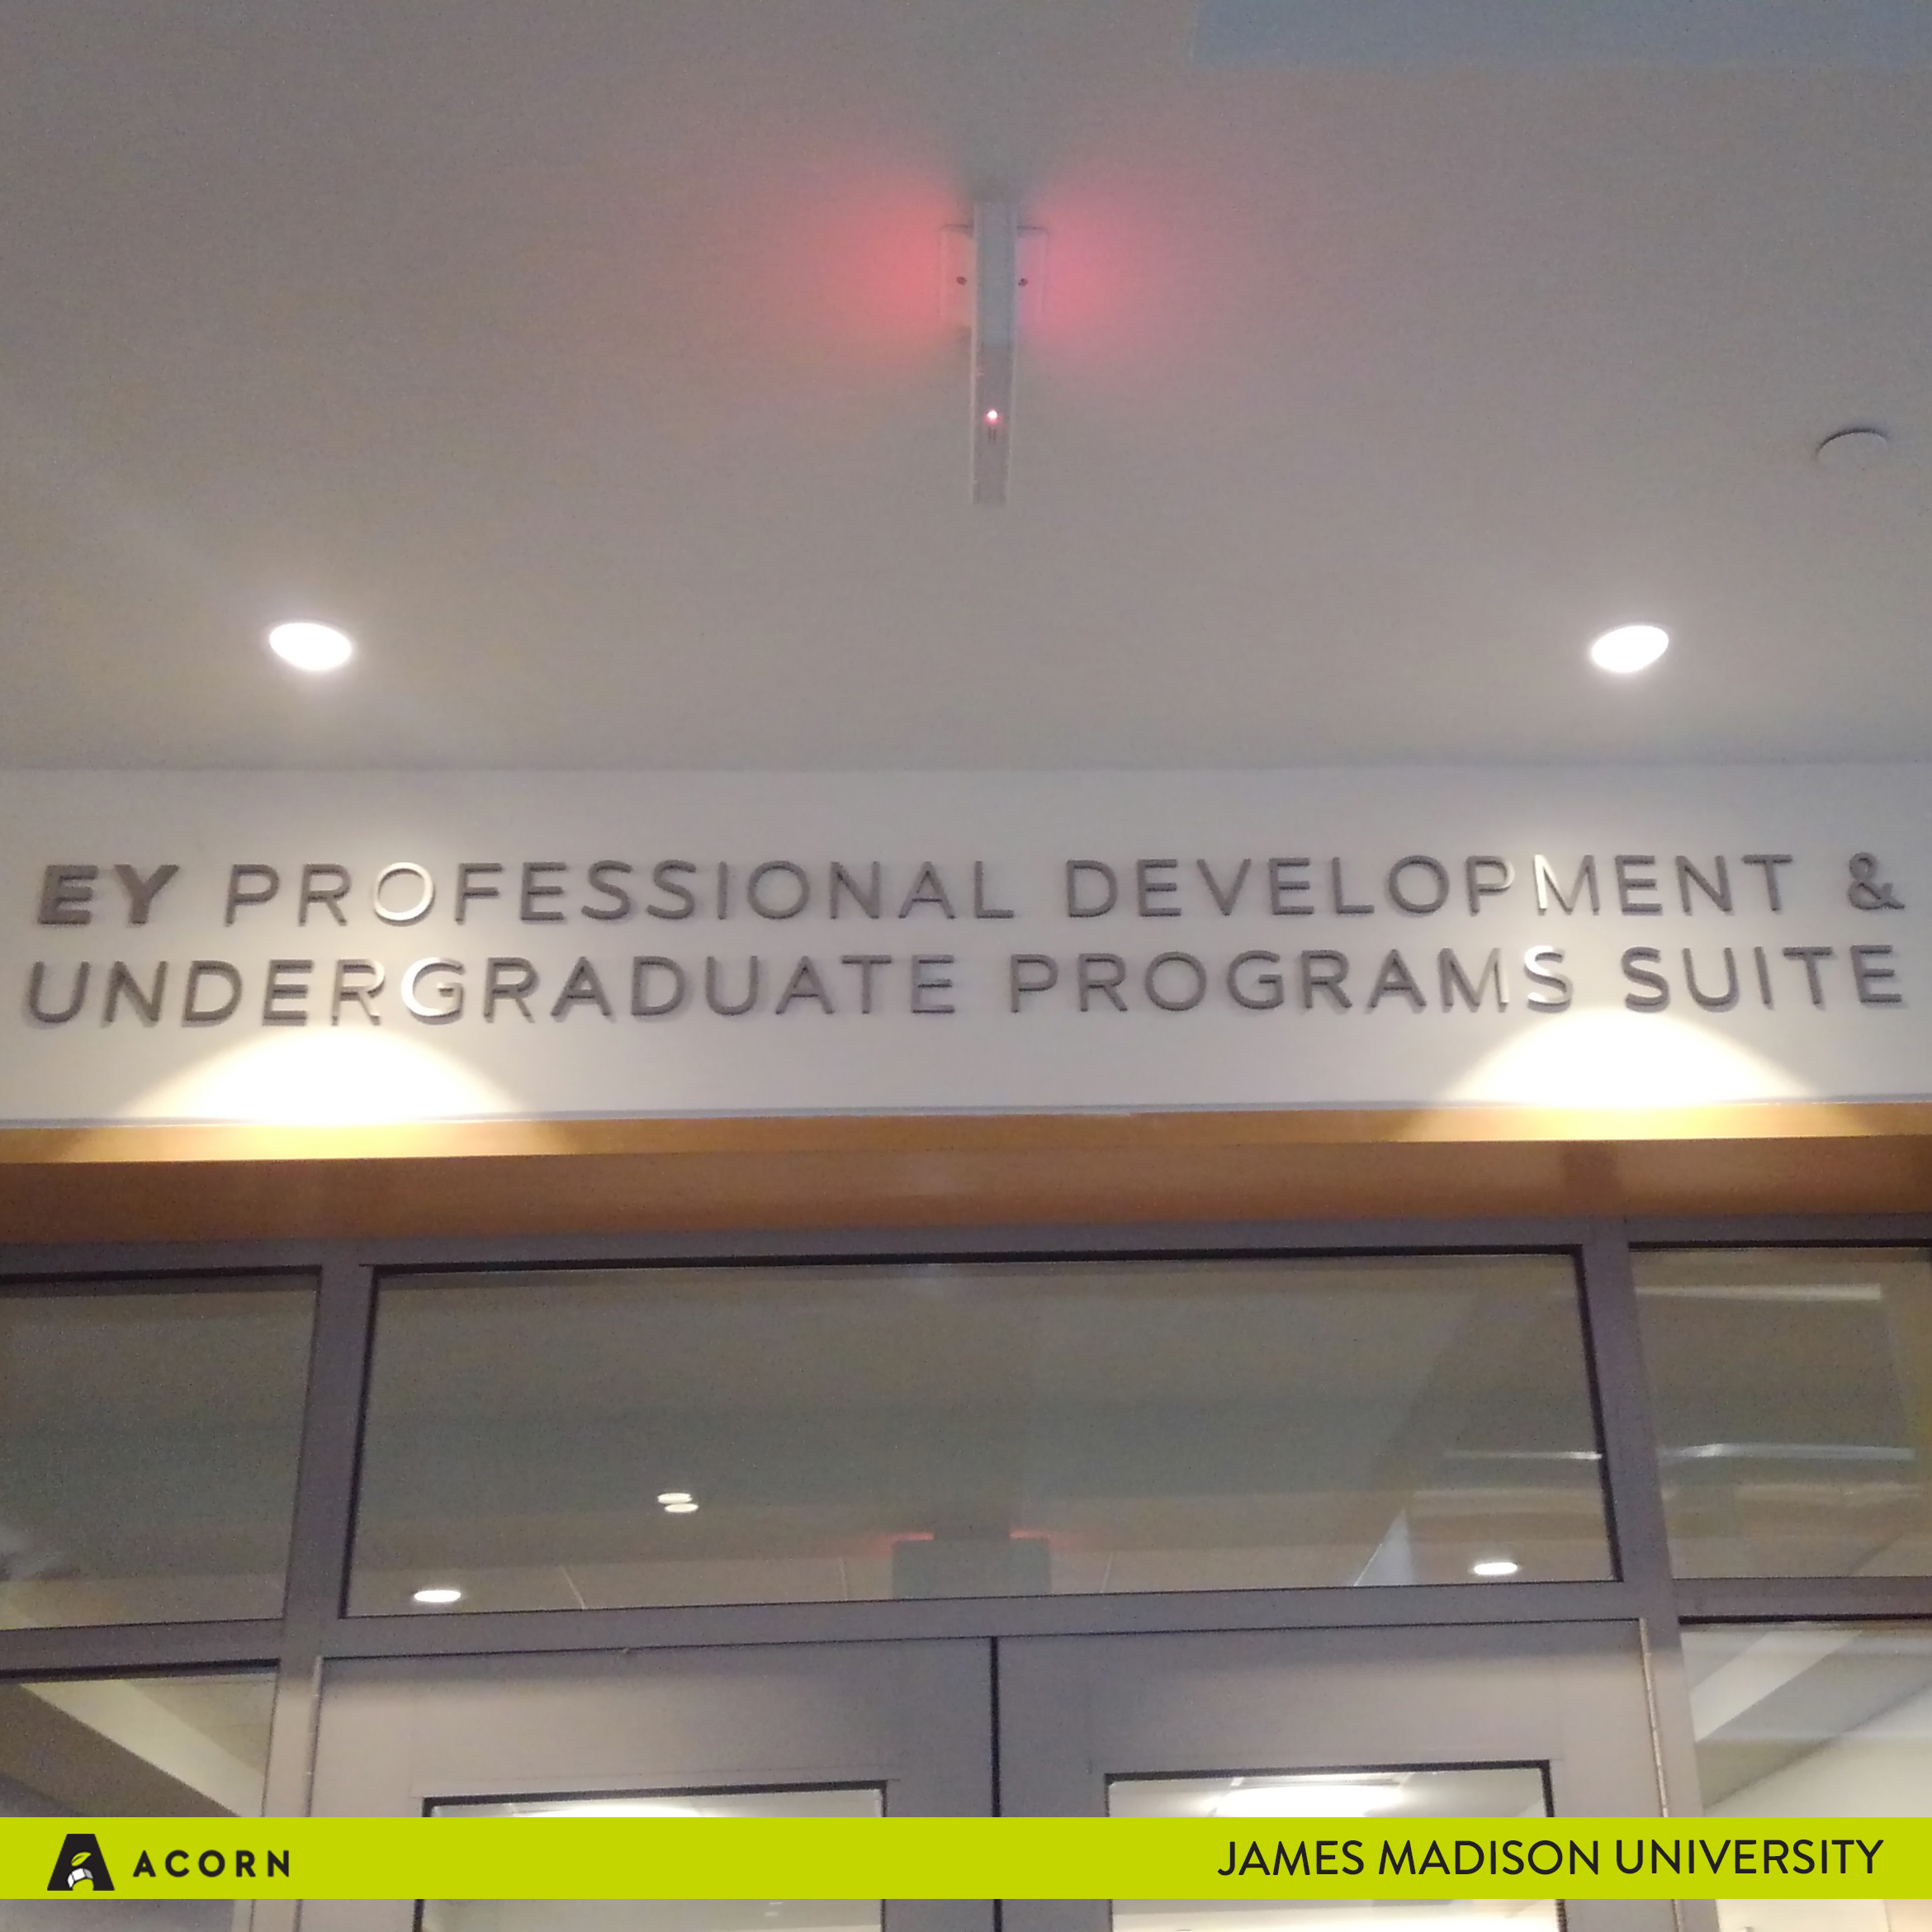 EY PROFESSIONAL DEVELOPMENT &
UNDERGRADUATE PROGRAMS SUITE
ACORN
JAMES MADISON UNIVERSITY